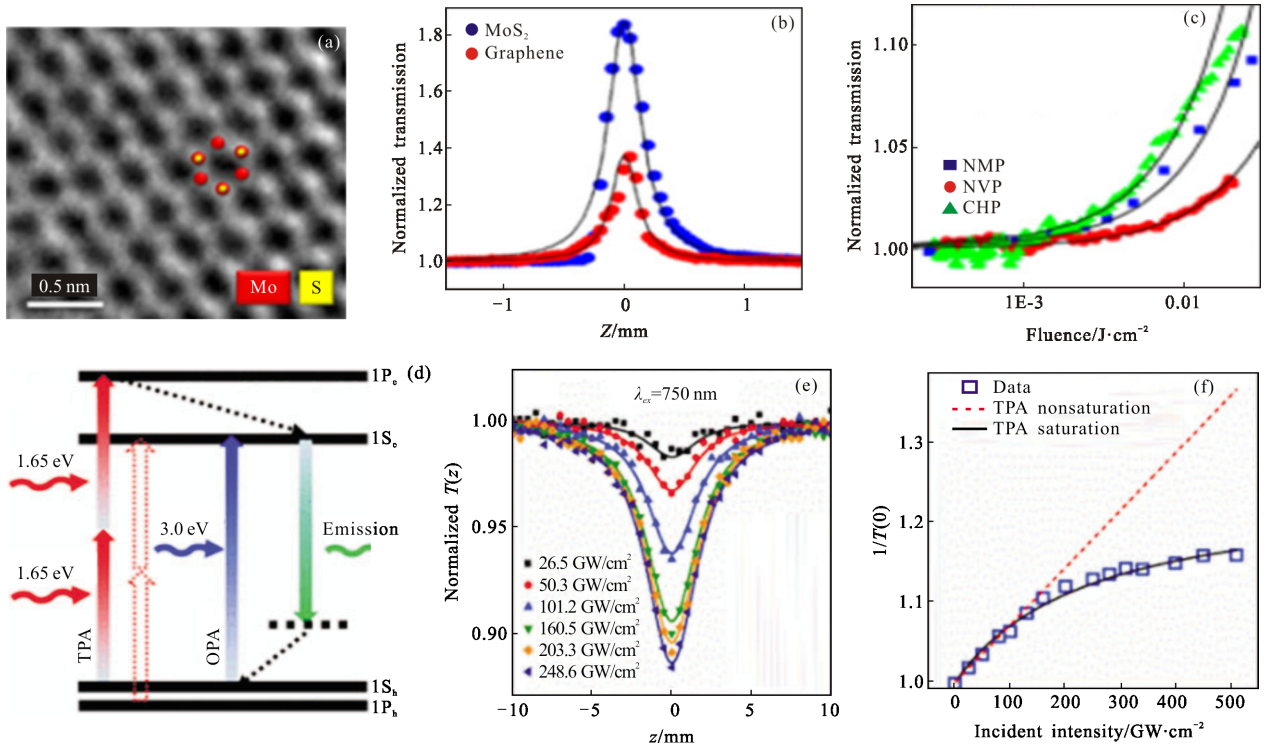 (a)
0.5 nm
Mo
S
(b)
MoS₂
Graphene
Normalized transmission
1.8
1.6
1.4
1.2
1.0
−1
0
1
Z/mm
(c)
Normalized transmission
1.10
1.05
1.00
NMP
NVP
CHP
1E-3
0.01
Fluence/J·cm⁻²
(d)
1Pₑ
1Sₑ
1.65 eV
3.0 eV
Emission
1.65 eV
TPA
OPA
1Sₕ
1Pₕ
(e)
λₑₓ=750 nm
Normalized T(z)
1.00
0.95
0.90
26.5 GW/cm²
50.3 GW/cm²
101.2 GW/cm²
160.5 GW/cm²
203.3 GW/cm²
248.6 GW/cm²
−10
−5
0
5
10
z/mm
(f)
Data
TPA nonsaturation
TPA saturation
1/T(0)
1.3
1.2
1.1
1.0
0
100
200
300
400
500
Incident intensity/GW·cm⁻²